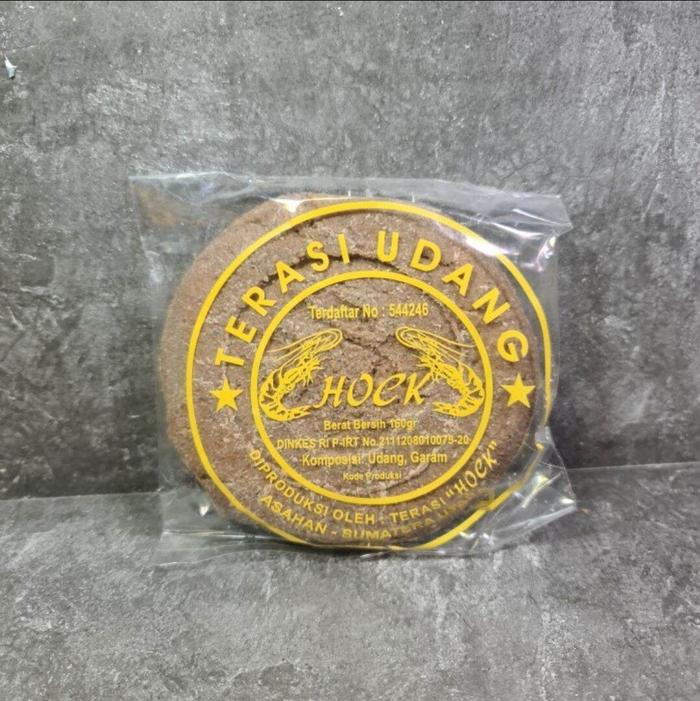 TERASI UDANG
Terdaftar No : 544246
HOCK
Berat Bersih 160gr
DINKES RI P-IRT No.2111208010075-20
Komposisi: Udang, Garam
Kode Produksi
DIPRODUKSI OLEH : TERASI "HOCK"
ASAHAN - SUMATERA